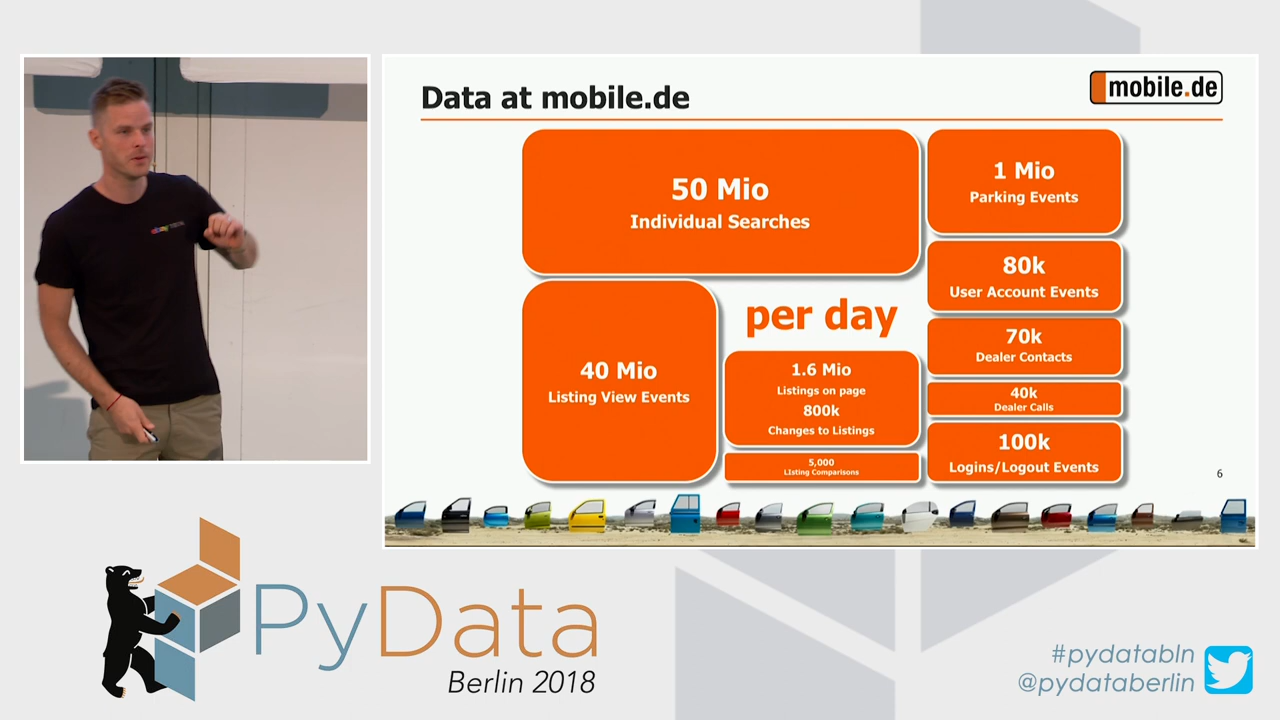 Data at mobile.de
mobile.de
50 Mio
Individual Searches
1 Mio
Parking Events
80k
User Account Events
40 Mio
Listing View Events
per day
1.6 Mio
Listings on page
800k
Changes to Listings
5,000
LIsting Comparisons
70k
Dealer Contacts
40k
Dealer Calls
100k
Logins/Logout Events
6
ebay
PyData
Berlin 2018
#pydatabln
@pydataberlin